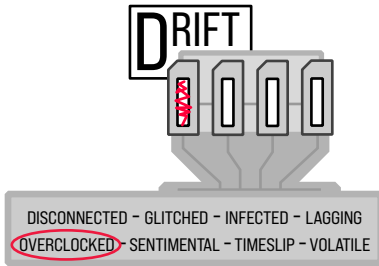 DRIFT
DISCONNECTED - GLITCHED - INFECTED - LAGGING
OVERCLOCKED - SENTIMENTAL - TIMESLIP - VOLATILE